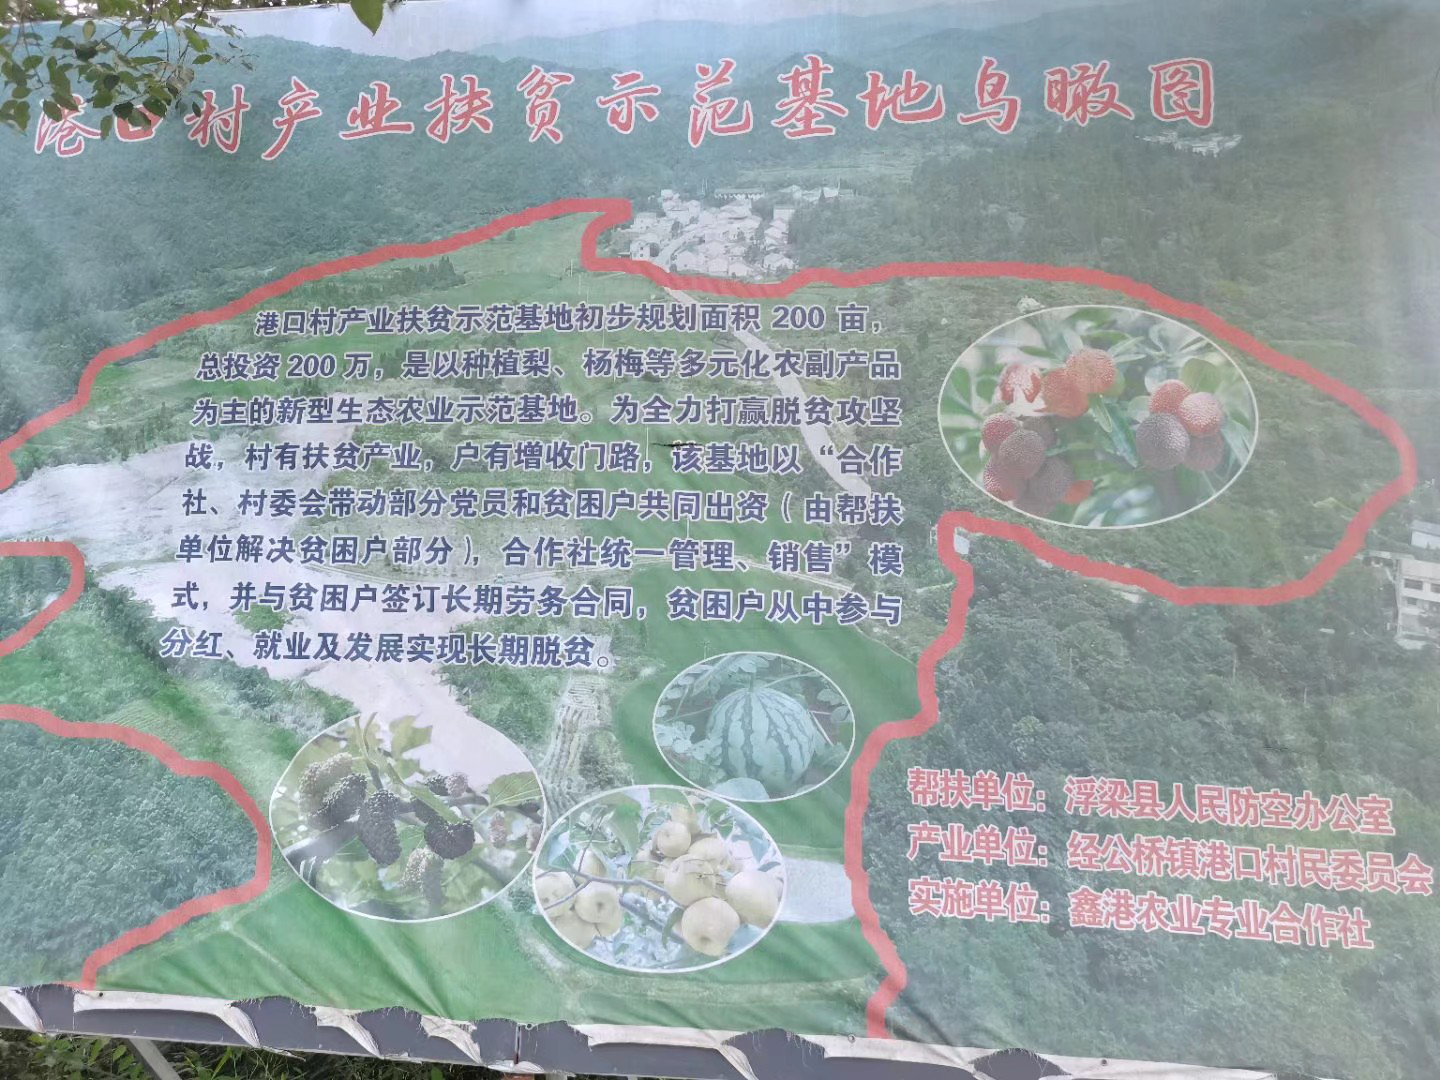 港口村产业扶贫示范基地鸟瞰图
港口村产业扶贫示范基地初步规划面积 200 亩，
总投资 200 万，是以种植梨、杨梅等多元化农副产品
为主的新型生态农业示范基地。为全力打赢脱贫攻坚
战，村有扶贫产业，户有增收门路，该基地以“合作
社、村委会带动部分党员和贫困户共同出资（由帮扶
单位解决贫困户部分），合作社统一管理、销售”模
式，并与贫困户签订长期劳务合同，贫困户从中参与
分红、就业及发展实现长期脱贫。
帮扶单位：浮梁县人民防空办公室
产业单位：经公桥镇港口村民委员会
实施单位：鑫港农业专业合作社